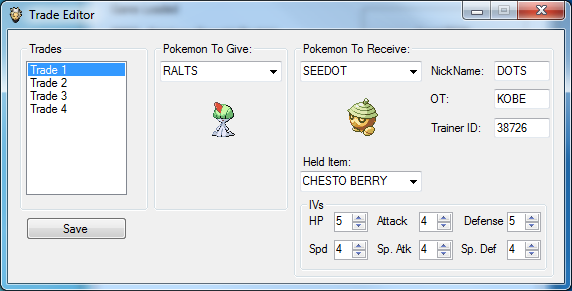 Trade Editor
Trades
Trade 1
Trade 2
Trade 3
Trade 4
Save
Pokemon To Give:
RALTS
Pokemon To Receive:
SEEDOT
NickName: DOTS
OT: KOBE
Trainer ID: 38726
Held Item:
CHESTO BERRY
IVs
HP 5 Attack 4 Defense 5
Spd 4 Sp. Atk 4 Sp. Def 4